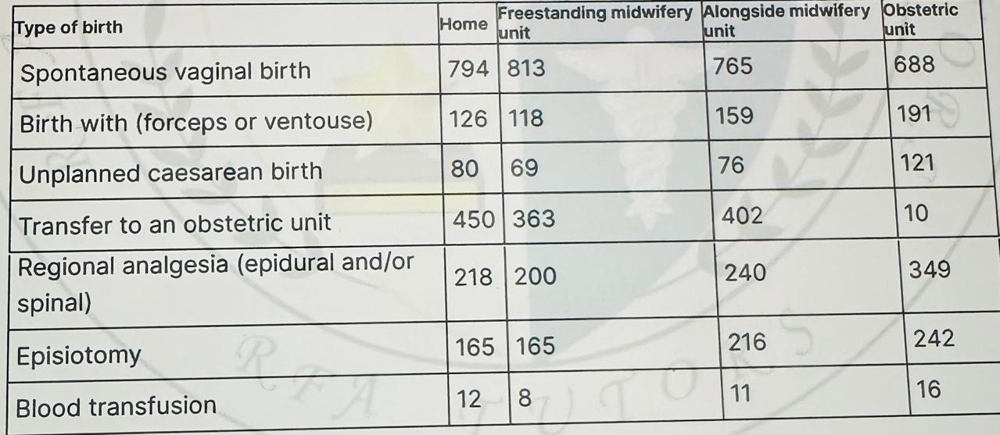 Type of birth Home Freestanding midwifery unit Alongside midwifery unit Obstetric unit
Spontaneous vaginal birth 794 813 765 688
Birth with (forceps or ventouse) 126 118 159 191
Unplanned caesarean birth 80 69 76 121
Transfer to an obstetric unit 450 363 402 10
Regional analgesia (epidural and/or spinal) 218 200 240 349
Episiotomy 165 165 216 242
Blood transfusion 12 8 11 16
RFA TUTORS